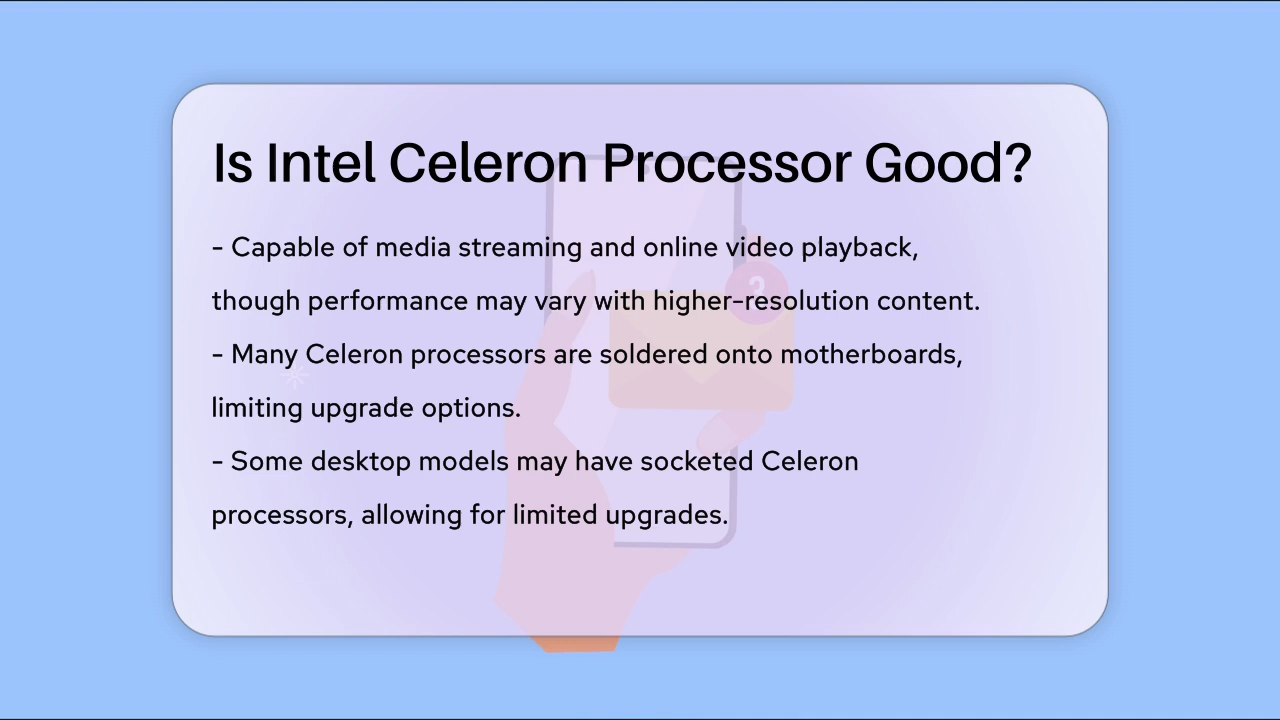 Is Intel Celeron Processor Good?
3
- Capable of media streaming and online video playback,
though performance may vary with higher-resolution content.
- Many Celeron processors are soldered onto motherboards,
limiting upgrade options.
- Some desktop models may have socketed Celeron
processors, allowing for limited upgrades.